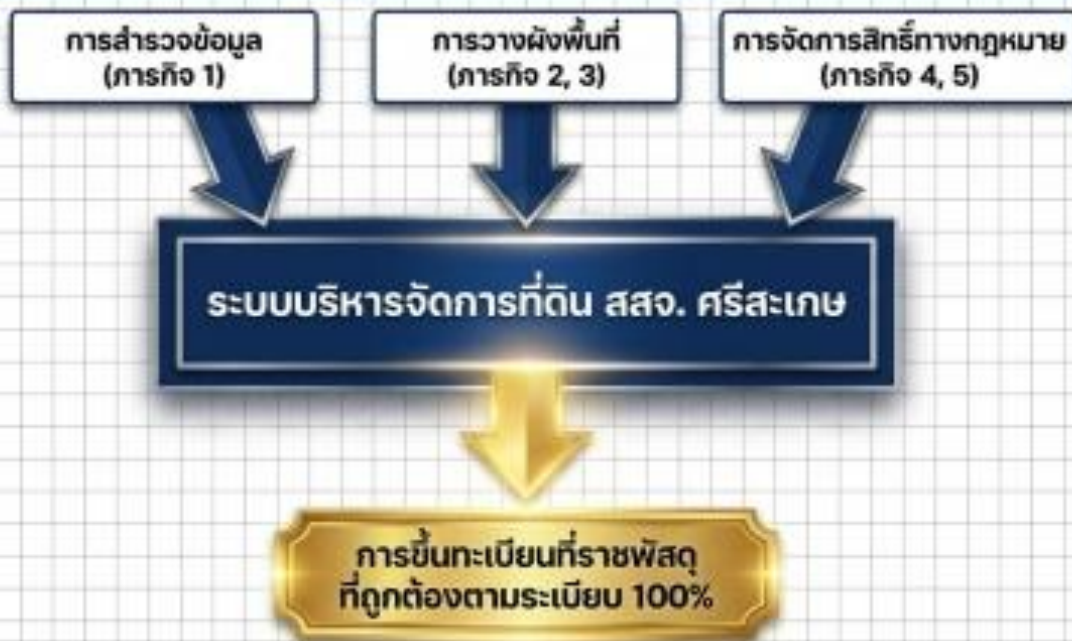 การสำรวจข้อมูล
(ภารกิจ 1)
การวางผังพื้นที่
(ภารกิจ 2, 3)
การจัดการสิทธิ์ทางกฎหมาย
(ภารกิจ 4, 5)
ระบบบริหารจัดการที่ดิน สสจ. ศรีสะเกษ
การขึ้นทะเบียนที่ราชพัสดุ
ที่ถูกต้องตามระเบียบ 100%